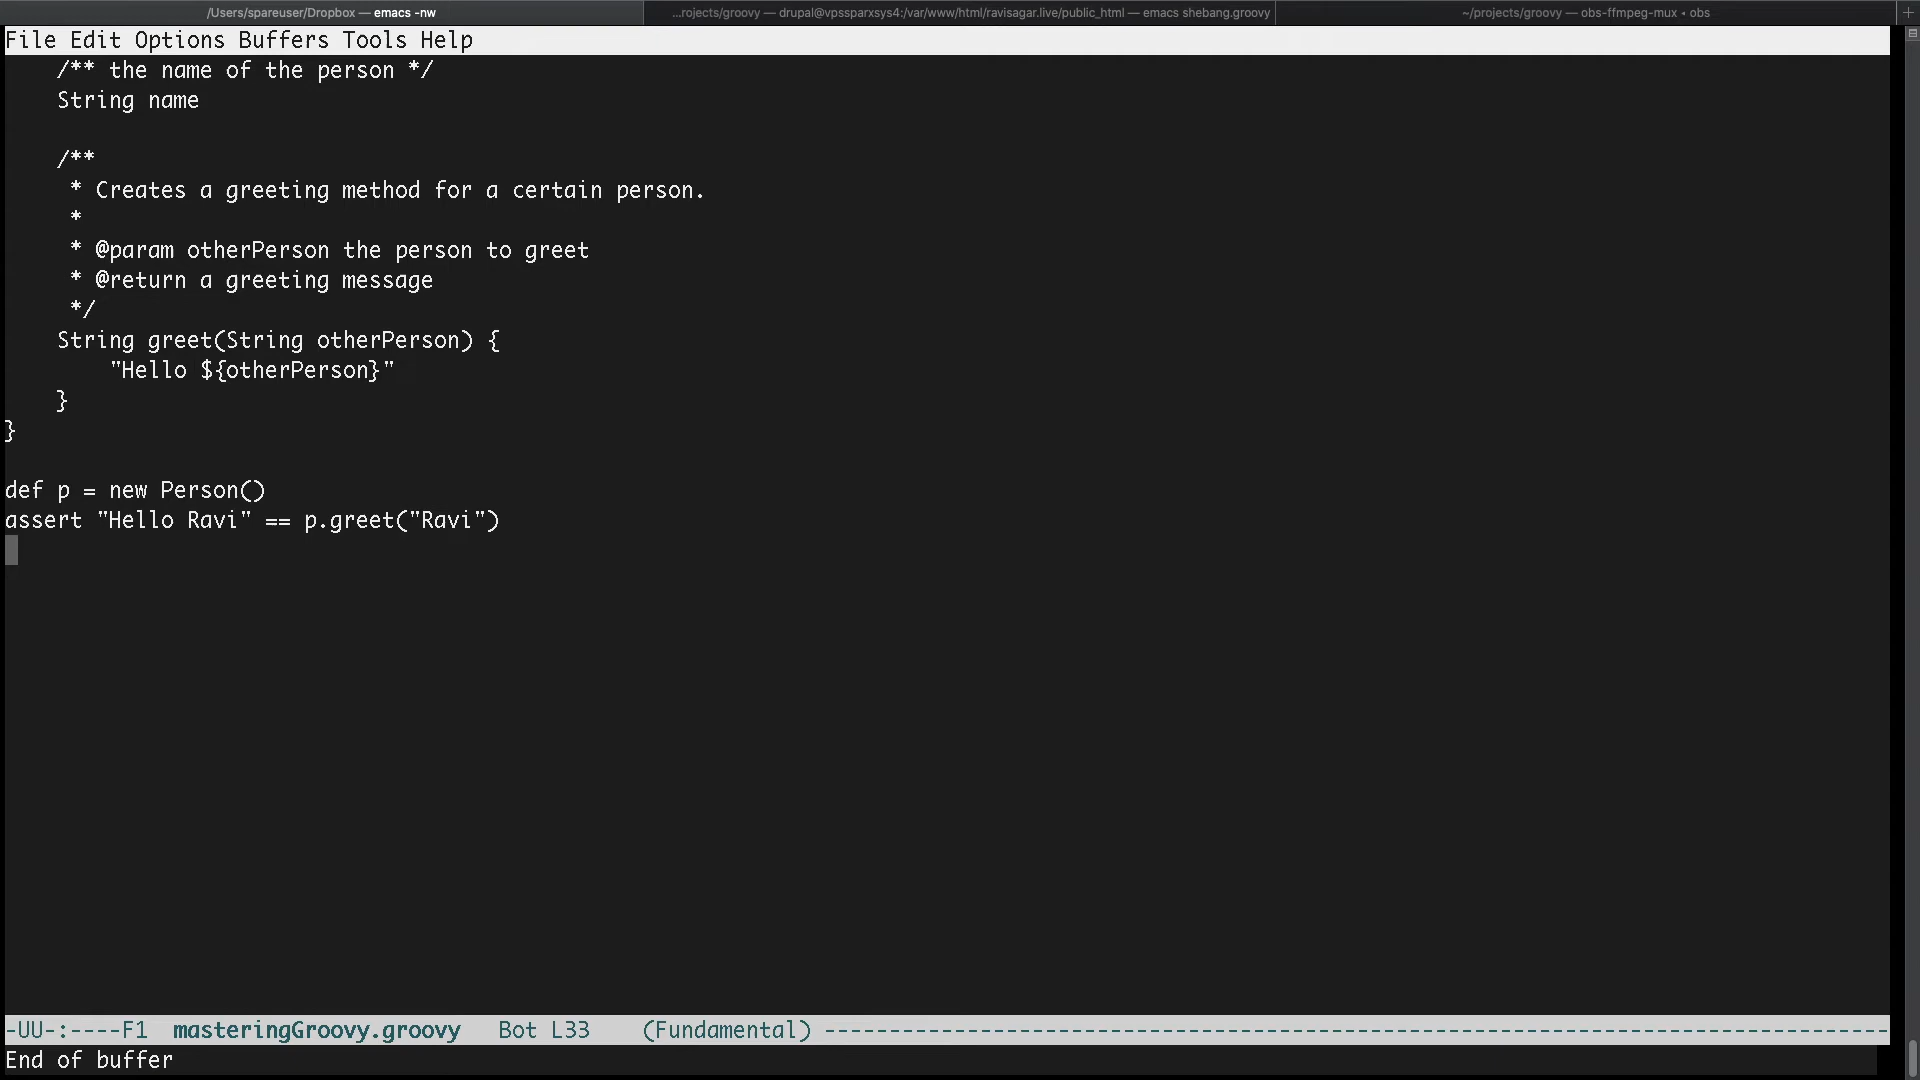 /Users/spareuser/Dropbox — emacs -nw
...rojects/groovy — drupal@vpssparxsys4:/var/www/html/ravisagar.live/public_html — emacs shebang.groovy
~/projects/groovy — obs-ffmpeg-mux ◂ obs
+
File Edit Options Buffers Tools Help
    /** the name of the person */
    String name

    /**
     * Creates a greeting method for a certain person.
     *
     * @param otherPerson the person to greet
     * @return a greeting message
     */
    String greet(String otherPerson) {
        "Hello ${otherPerson}"
    }
}

def p = new Person()
assert "Hello Ravi" == p.greet("Ravi")
-UU-:----F1  masteringGroovy.groovy   Bot L33    (Fundamental) ----------------------------------------------------------------------------------
End of buffer